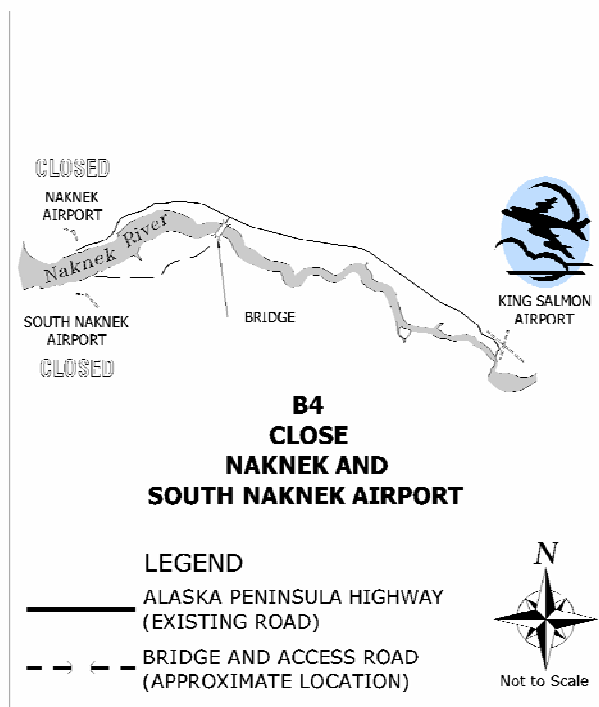 CLOSED
NAKNEK
AIRPORT
Naknek River
SOUTH NAKNEK
AIRPORT
CLOSED
BRIDGE
KING SALMON
AIRPORT
B4
CLOSE
NAKNEK AND
SOUTH NAKNEK AIRPORT
LEGEND
ALASKA PENINSULA HIGHWAY
(EXISTING ROAD)
BRIDGE AND ACCESS ROAD
(APPROXIMATE LOCATION)
N
Not to Scale